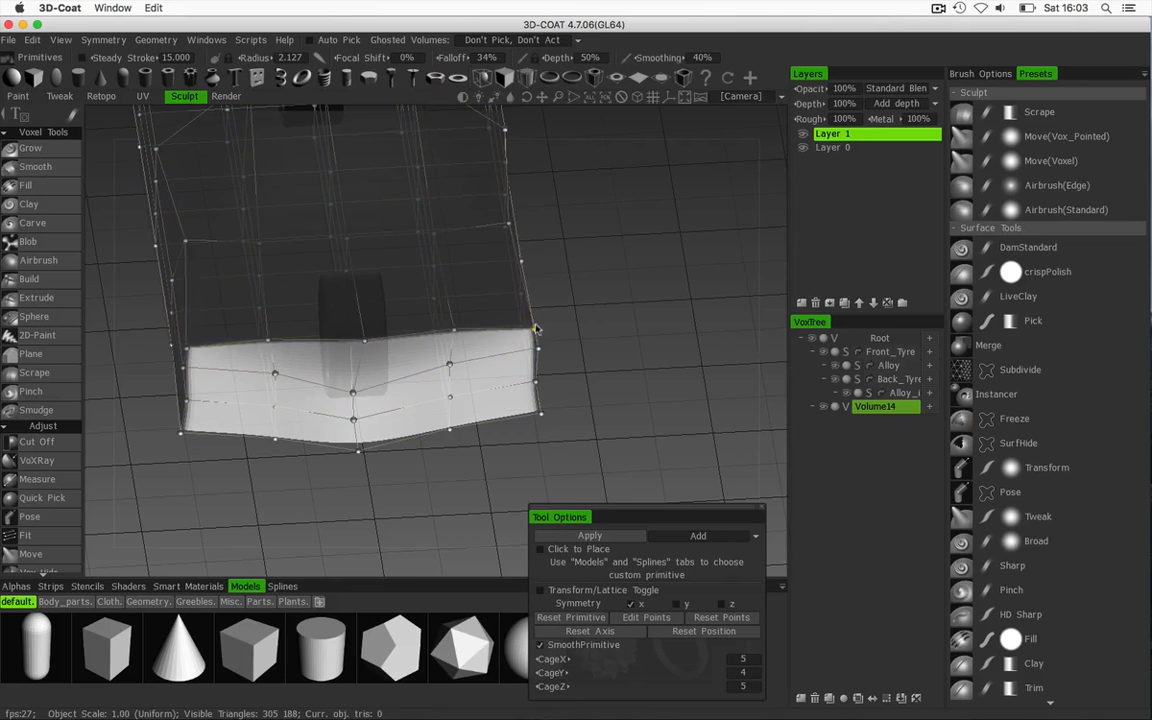 3D-Coat Window Edit Sat 16:03
3D-COAT 4.7.06(GL64)
File Edit View Symmetry Geometry Windows Scripts Help Auto Pick Ghosted Volumes: Don't Pick, Don't Act
Primitives Steady Stroke 15.000 Radius 2.127 Focal Shift 0% Falloff 34% Depth 50% Smoothing 40%
Paint Tweak Retopo UV Sculpt Render [Camera]
Voxel Tools
Grow
Smooth
Fill
Clay
Carve
Blob
Airbrush
Build
Extrude
Sphere
2D-Paint
Plane
Scrape
Pinch
Smudge
Adjust
Cut Off
VoXRay
Measure
Quick Pick
Pose
Fit
Move
Layers
Opacit 100% Standard Blen
Depth 100% Add depth
Rough 100% Metal 100%
Layer 1
Layer 0
VoxTree
V Root
S Front_Tyre
S Alloy
S Back_Tyre
S Alloy_
V Volume14
Brush Options Presets
Sculpt
Scrape
Move(Vox_Pointed)
Move(Voxel)
Airbrush(Edge)
Airbrush(Standard)
Surface Tools
DamStandard
crispPolish
LiveClay
Pick
Merge
Subdivide
Instancer
Freeze
SurfHide
Transform
Pose
Tweak
Broad
Sharp
Pinch
HD Sharp
Fill
Clay
Trim
Tool Options
Apply Add
Click to Place
Use "Models" and "Splines" tabs to choose
custom primitive
Transform/Lattice Toggle
Symmetry x y z
Reset Primitive Edit Points Reset Points
Reset Axis Reset Position
SmoothPrimitive
CageX 5
CageY 4
CageZ 5
Alphas Strips Stencils Shaders Smart Materials Models Splines
default. Body_parts. Cloth. Geometry. Greebles. Misc. Parts. Plants.
fps:27; Object Scale: 1.00 (Uniform); Visible Triangles: 305 188; Curr. obj. tris: 0